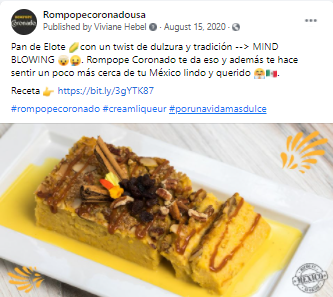 Rompopecoronadousa
Published by Viviane Hebel · August 15, 2020 ·
Coronado
Pan de Elote 🌽con un twist de dulzura y tradición --> MIND
BLOWING 🤯😜. Rompope Coronado te da eso y además te hace
sentir un poco más cerca de tu México lindo y querido 🤗🇲🇽.
Receta 👉 https://bit.ly/3gYTK87
#rompopecoronado #creamliqueur #porunavidamasdulce
MÉXICO